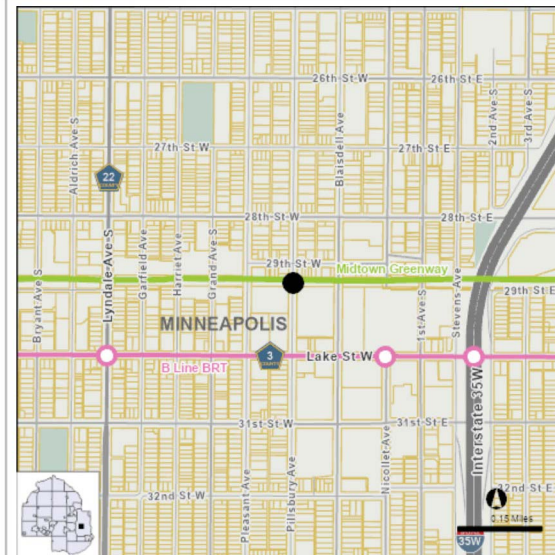 26th St W
26th St E
Aldrich Ave S
Blaisdell Ave
2nd Ave S
3rd Ave S
27th St W
27th St E
22
COUNTY
28th St W
28th St E
Bryant Ave S
Lyndale Ave S
Garfield Ave
Harriet Ave
Grand Ave S
29th St W
Midtown Greenway
1st Ave S
Stevens Ave
29th St E
MINNEAPOLIS
B Line BRT
3
COUNTY
Lake St W
Interstate 35W
31st St W
31st St E
Pleasant Ave
Pillsbury Ave
Nicollet Ave
32nd St W
32nd St E
0.15 Miles
35W